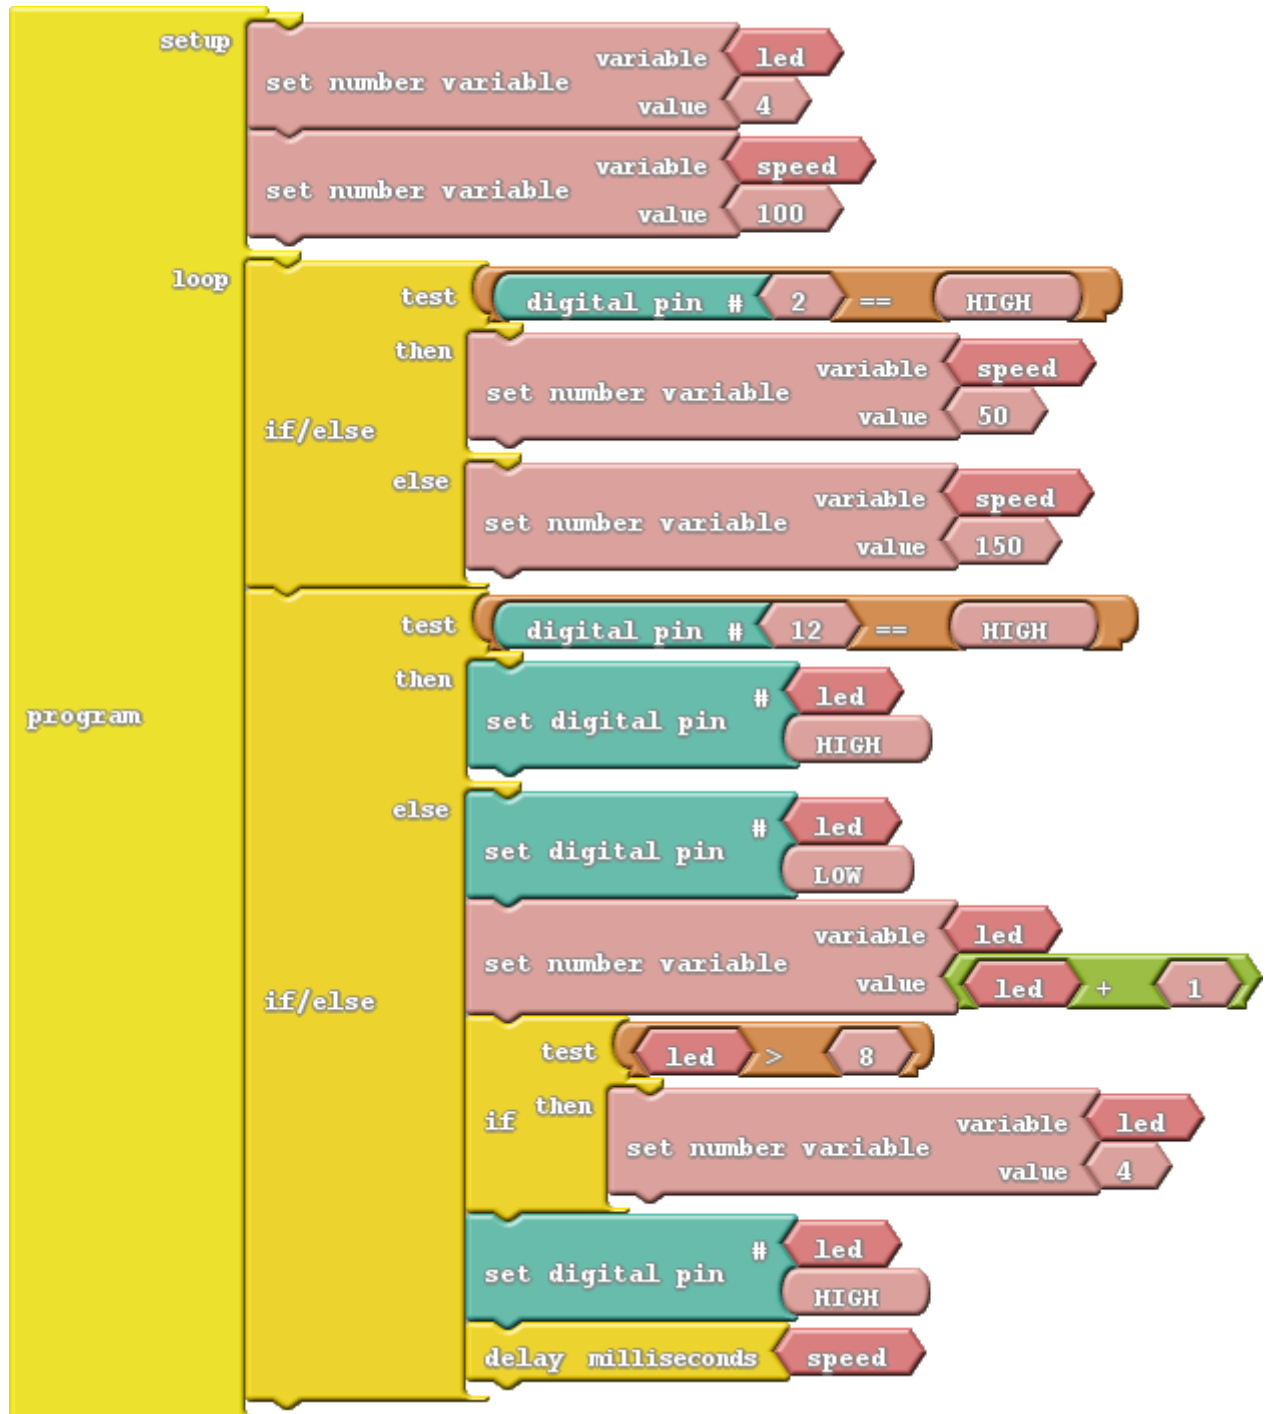 setup
set number variable variable led
value 4
set number variable variable speed
value 100
loop
if/else
test digital pin # 2 == HIGH
then
set number variable variable speed
value 50
else
set number variable variable speed
value 150
program
if/else
test digital pin # 12 == HIGH
then
set digital pin # led
HIGH
else
set digital pin # led
LOW
set number variable variable led
value led + 1
if
test led > 8
then
set number variable variable led
value 4
set digital pin # led
HIGH
delay milliseconds speed